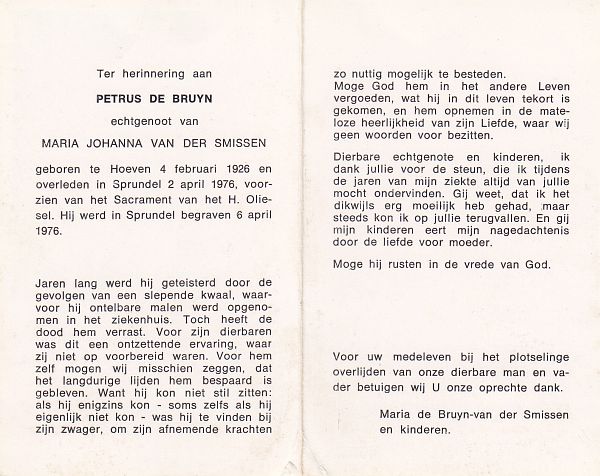 Ter herinnering aan
PETRUS DE BRUYN
echtgenoot van
MARIA JOHANNA VAN DER SMISSEN
geboren te Hoeven 4 februari 1926 en
overleden in Sprundel 2 april 1976, voor-
zien van het Sacrament van het H. Olie-
sel. Hij werd in Sprundel begraven 6 april
1976.
Jaren lang werd hij geteisterd door de
gevolgen van een slepende kwaal, waar-
voor hij ontelbare malen werd opgeno-
men in het ziekenhuis. Toch heeft de
dood hem verrast. Voor zijn dierbaren
was dit een ontzettende ervaring, waar
zij niet op voorbereid waren. Voor hem
zelf mogen wij misschien zeggen, dat
het langdurige lijden hem bespaard is
gebleven. Want hij kon niet stil zitten:
als hij enigzins kon - soms zelfs als hij
eigenlijk niet kon - was hij te vinden bij
zijn zwager, om zijn afnemende krachten
zo nuttig mogelijk te besteden.
Moge God hem in het andere Leven
vergoeden, wat hij in dit leven tekort is
gekomen, en hem opnemen in de mate-
loze heerlijkheid van zijn Liefde, waar wij
geen woorden voor bezitten.
Dierbare echtgenote en kinderen, ik
dank jullie voor de steun, die ik tijdens
de jaren van mijn ziekte altijd van jullie
mocht ondervinden. Gij weet, dat ik het
dikwijls erg moeilijk heb gehad, maar
steeds kon ik op jullie terugvallen. En gij
mijn kinderen eert mijn nagedachtenis
door de liefde voor moeder.
Moge hij rusten in de vrede van God.
Voor uw medeleven bij het plotselinge
overlijden van onze dierbare man en va-
der betuigen wij U onze oprechte dank.
Maria de Bruyn-van der Smissen
en kinderen.